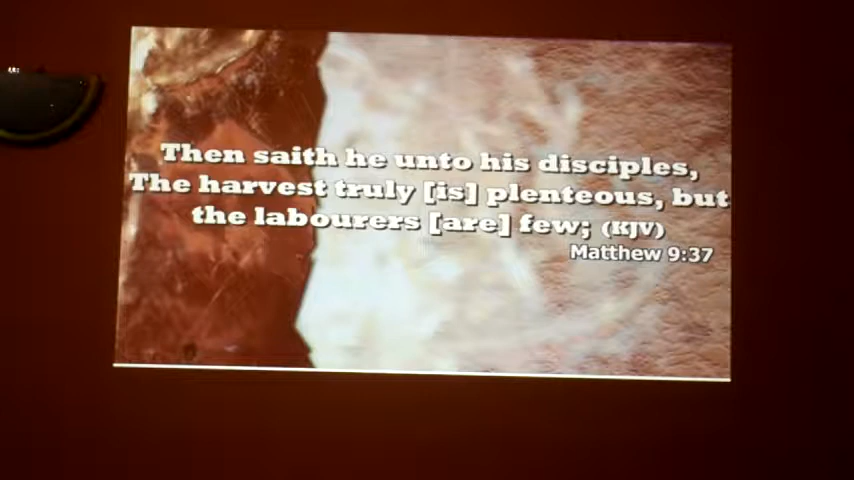 Then saith he unto his disciples,
The harvest truly [is] plenteous, but
the labourers [are] few; (KJV)
Matthew 9:37